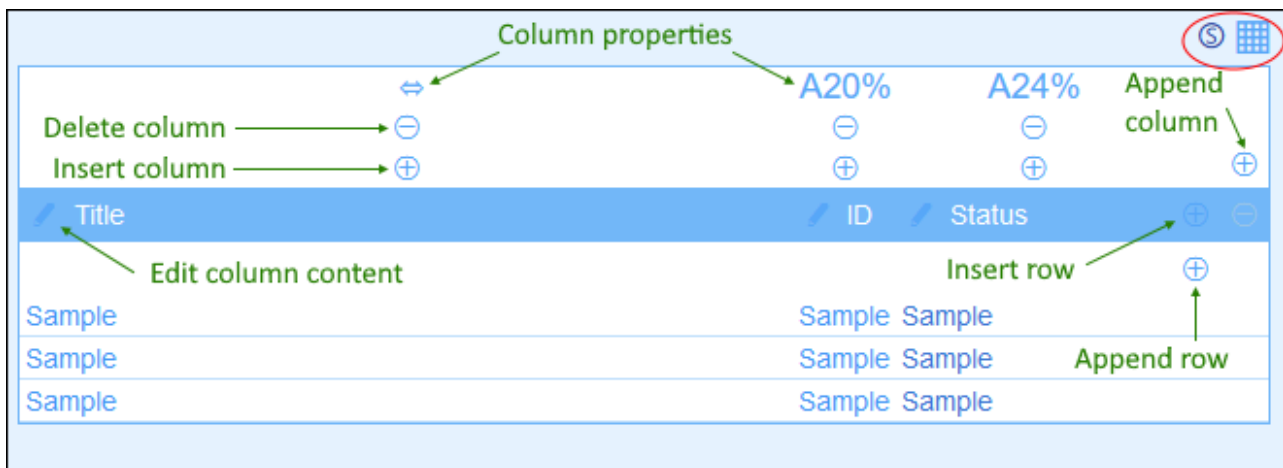 Column properties
S
A20% A24% Append
Delete column column
Insert column
Title ID Status
Edit column content Insert row
Sample Sample Sample
Sample Sample Sample Append row
Sample Sample Sample